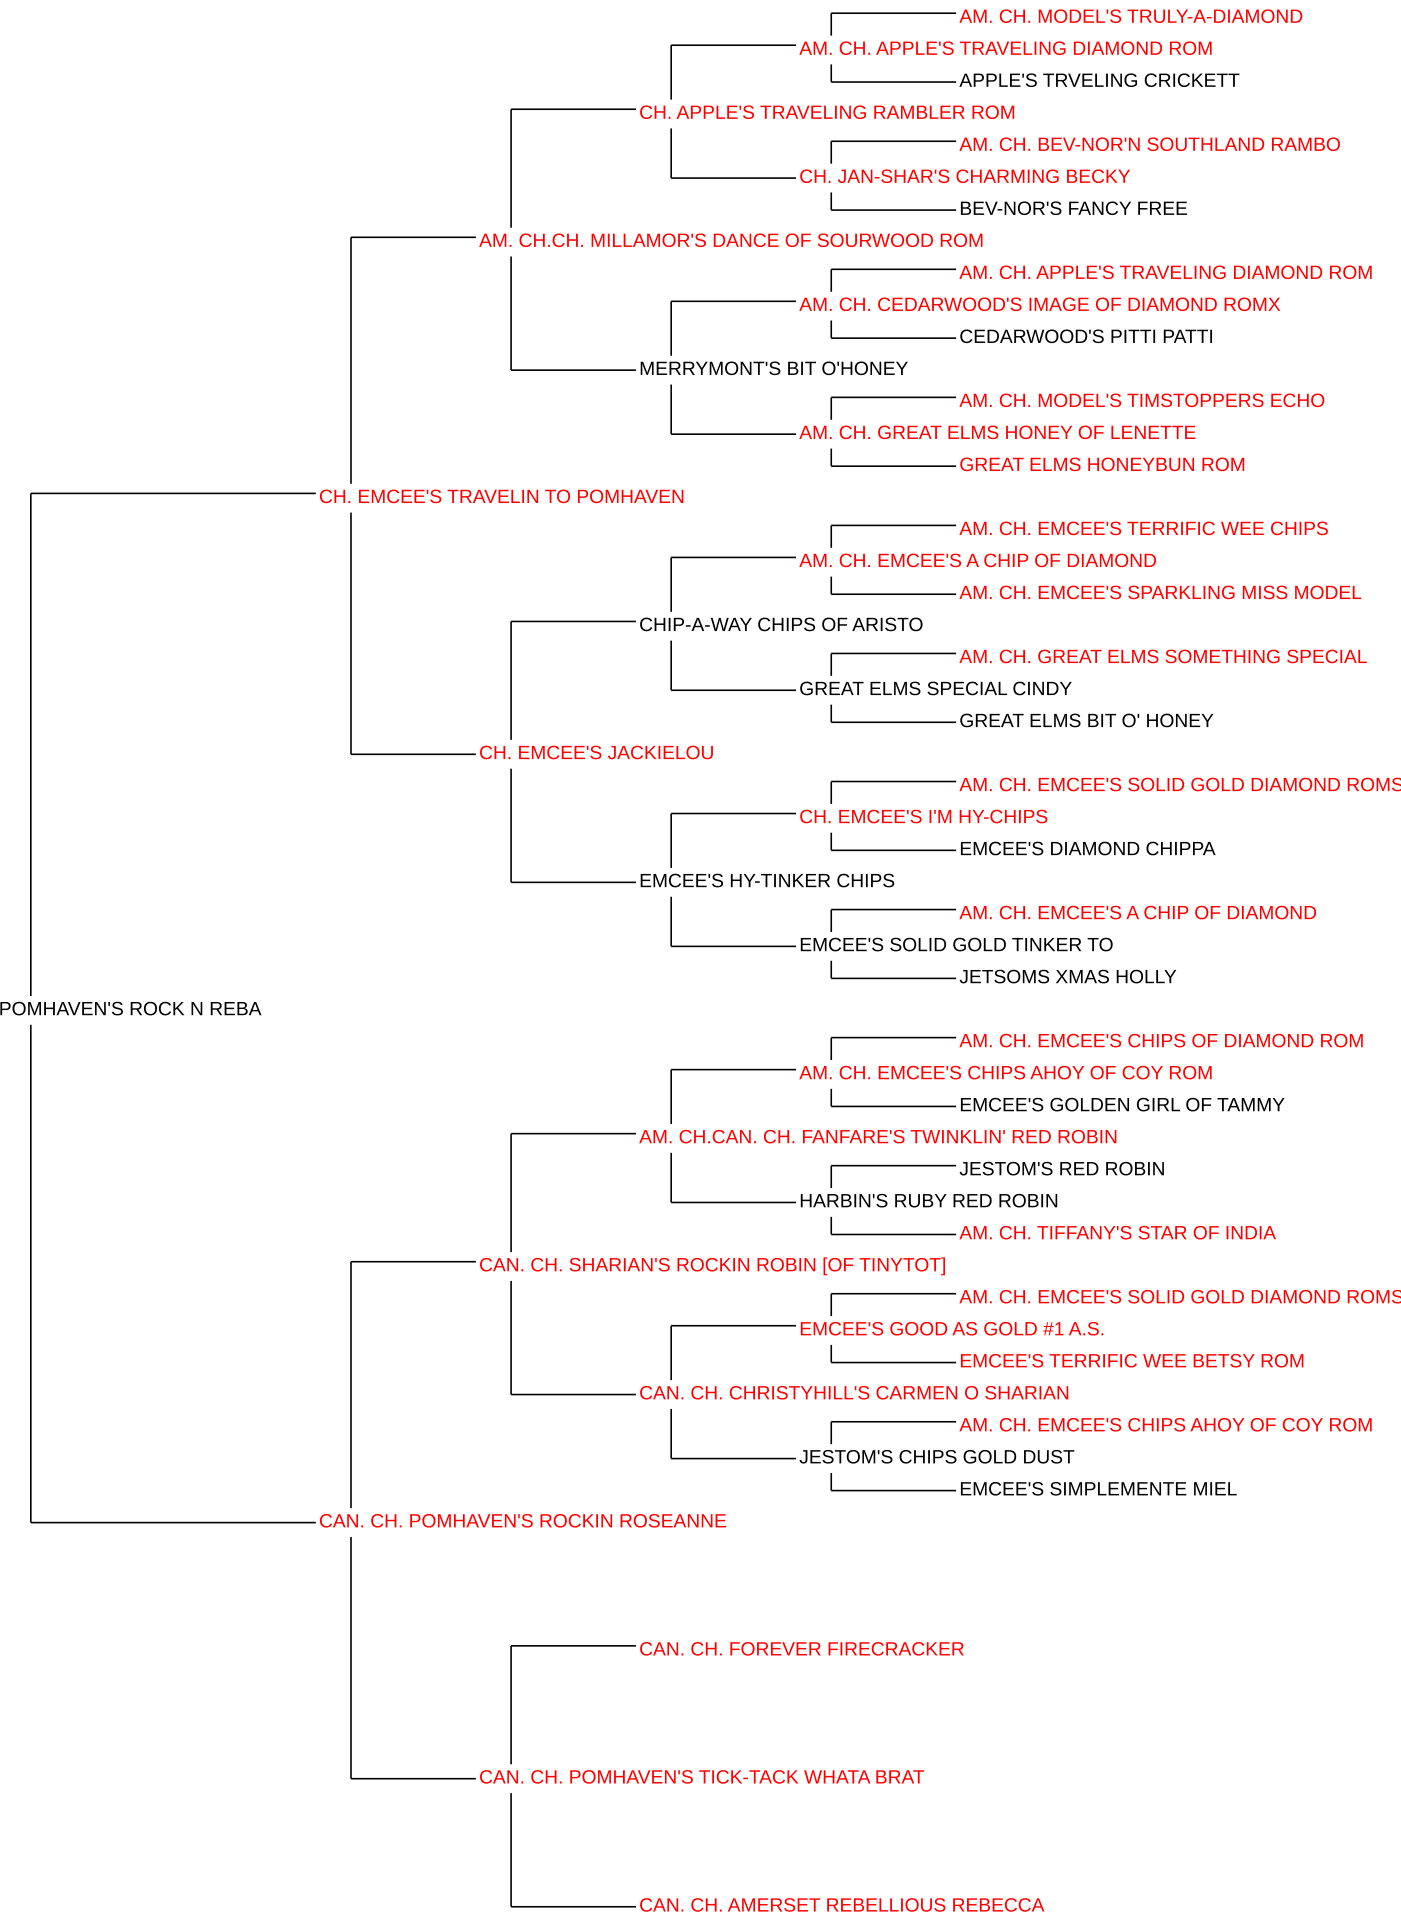 AM. CH. MODEL'S TRULY-A-DIAMOND
AM. CH. APPLE'S TRAVELING DIAMOND ROM
APPLE'S TRVELING CRICKETT
CH. APPLE'S TRAVELING RAMBLER ROM
AM. CH. BEV-NOR'N SOUTHLAND RAMBO
CH. JAN-SHAR'S CHARMING BECKY
BEV-NOR'S FANCY FREE
AM. CH.CH. MILLAMOR'S DANCE OF SOURWOOD ROM
AM. CH. APPLE'S TRAVELING DIAMOND ROM
AM. CH. CEDARWOOD'S IMAGE OF DIAMOND ROMX
CEDARWOOD'S PITTI PATTI
MERRYMONT'S BIT O'HONEY
AM. CH. MODEL'S TIMSTOPPERS ECHO
AM. CH. GREAT ELMS HONEY OF LENETTE
GREAT ELMS HONEYBUN ROM
CH. EMCEE'S TRAVELIN TO POMHAVEN
AM. CH. EMCEE'S TERRIFIC WEE CHIPS
AM. CH. EMCEE'S A CHIP OF DIAMOND
AM. CH. EMCEE'S SPARKLING MISS MODEL
CHIP-A-WAY CHIPS OF ARISTO
AM. CH. GREAT ELMS SOMETHING SPECIAL
GREAT ELMS SPECIAL CINDY
GREAT ELMS BIT O' HONEY
CH. EMCEE'S JACKIELOU
AM. CH. EMCEE'S SOLID GOLD DIAMOND ROMS
CH. EMCEE'S I'M HY-CHIPS
EMCEE'S DIAMOND CHIPPA
EMCEE'S HY-TINKER CHIPS
AM. CH. EMCEE'S A CHIP OF DIAMOND
EMCEE'S SOLID GOLD TINKER TO
JETSOMS XMAS HOLLY
POMHAVEN'S ROCK N REBA
AM. CH. EMCEE'S CHIPS OF DIAMOND ROM
AM. CH. EMCEE'S CHIPS AHOY OF COY ROM
EMCEE'S GOLDEN GIRL OF TAMMY
AM. CH.CAN. CH. FANFARE'S TWINKLIN' RED ROBIN
JESTOM'S RED ROBIN
HARBIN'S RUBY RED ROBIN
AM. CH. TIFFANY'S STAR OF INDIA
CAN. CH. SHARIAN'S ROCKIN ROBIN [OF TINYTOT]
AM. CH. EMCEE'S SOLID GOLD DIAMOND ROMS
EMCEE'S GOOD AS GOLD #1 A.S.
EMCEE'S TERRIFIC WEE BETSY ROM
CAN. CH. CHRISTYHILL'S CARMEN O SHARIAN
AM. CH. EMCEE'S CHIPS AHOY OF COY ROM
JESTOM'S CHIPS GOLD DUST
EMCEE'S SIMPLEMENTE MIEL
CAN. CH. POMHAVEN'S ROCKIN ROSEANNE
CAN. CH. FOREVER FIRECRACKER
CAN. CH. POMHAVEN'S TICK-TACK WHATA BRAT
CAN. CH. AMERSET REBELLIOUS REBECCA